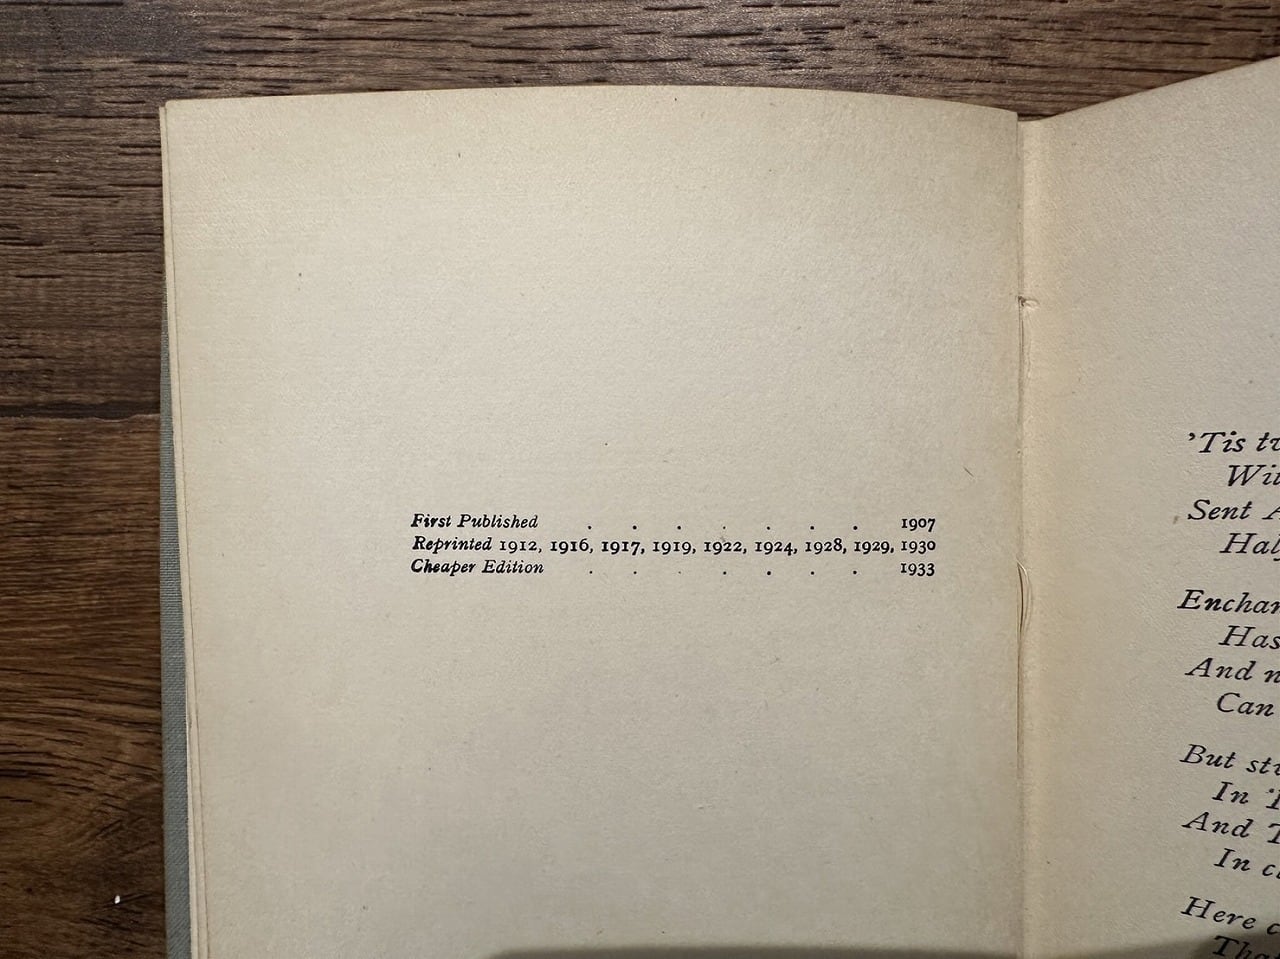 First Published . . . . . . . 1907
Reprinted 1912, 1916, 1917, 1919, 1922, 1924, 1928, 1929, 1930
Cheaper Edition . . . . . . . 1933
'Tis
Sent
Enchan
Has
And
Can
But
In
And
In
Here